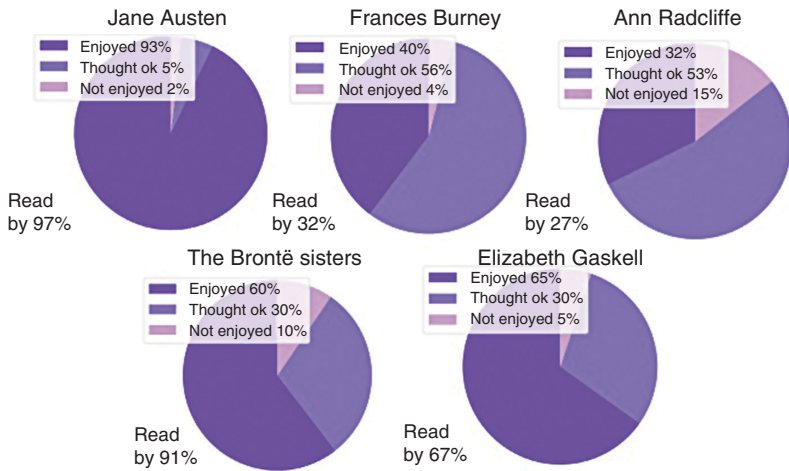 Jane Austen
Enjoyed 93%
Thought ok 5%
Not enjoyed 2%
Read
by 97%
Frances Burney
Enjoyed 40%
Thought ok 56%
Not enjoyed 4%
Read
by 32%
Ann Radcliffe
Enjoyed 32%
Thought ok 53%
Not enjoyed 15%
Read
by 27%
The Brontë sisters
Enjoyed 60%
Thought ok 30%
Not enjoyed 10%
Read
by 91%
Elizabeth Gaskell
Enjoyed 65%
Thought ok 30%
Not enjoyed 5%
Read
by 67%